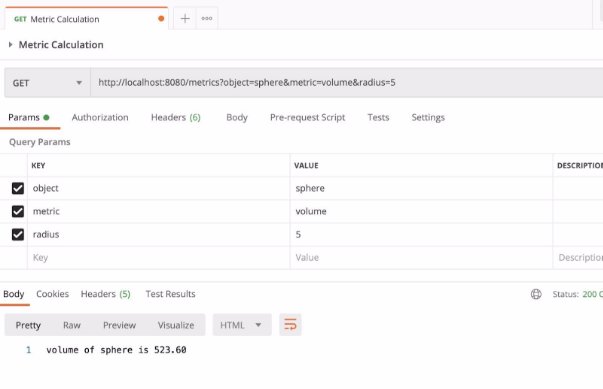 GET Metric Calculation
Metric Calculation
GET http://localhost:8080/metrics?object=sphere&metric=volume&radius=5
Params Authorization Headers (6) Body Pre-request Script Tests Settings
Query Params
KEY VALUE DESCRIPTIO
object sphere
metric volume
radius 5
Key Value Description
Body Cookies Headers (5) Test Results Status: 200
Pretty Raw Preview Visualize HTML
1 volume of sphere is 523.60